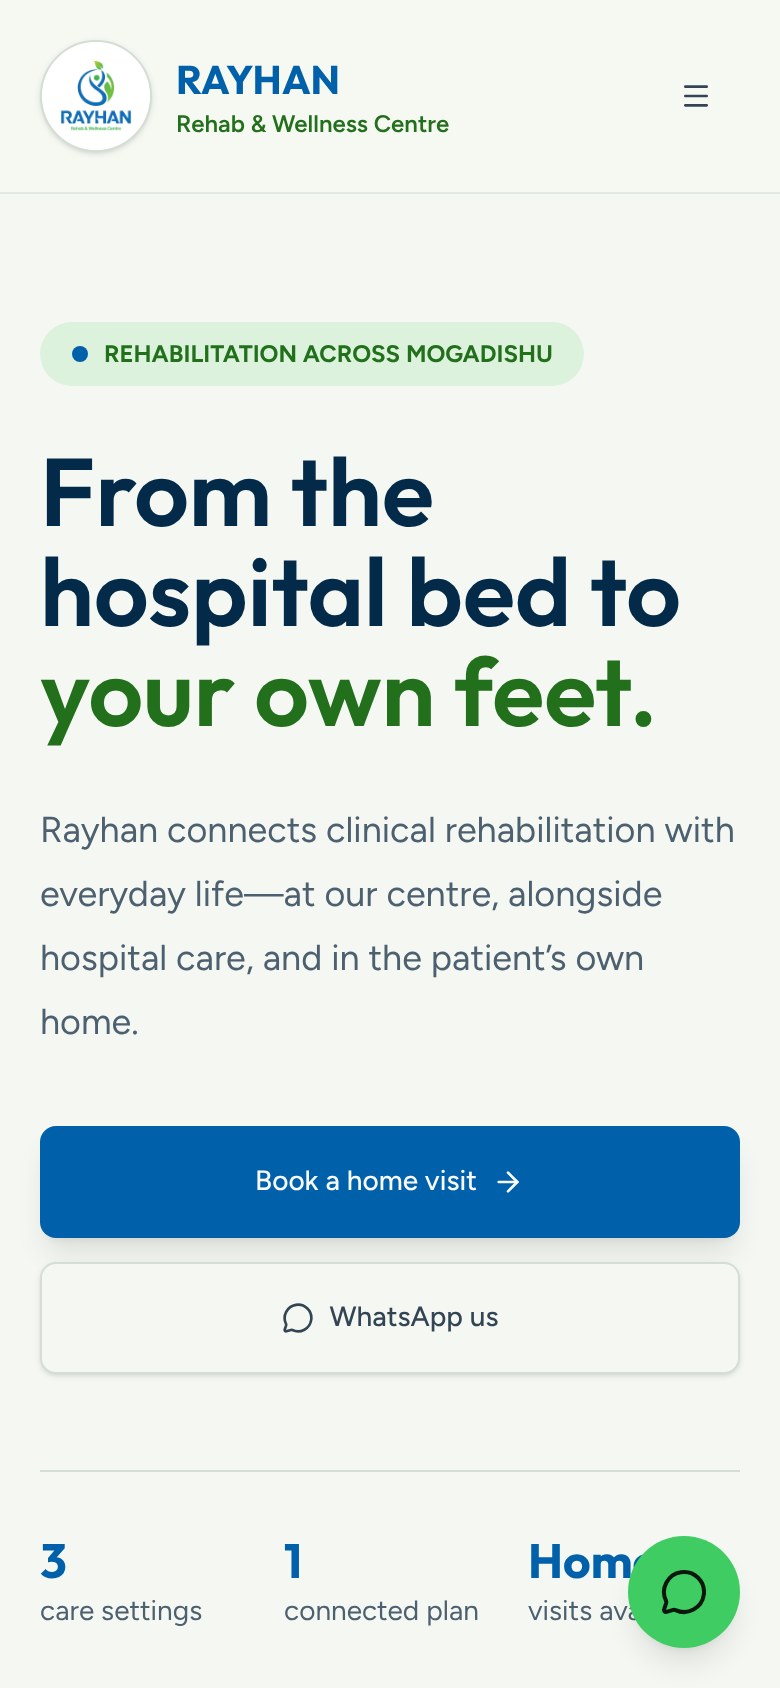 RAYHAN
Rehab & Wellness Centre
RAYHAN
Rehab & Wellness Centre
REHABILITATION ACROSS MOGADISHU
From the
hospital bed to
your own feet.
Rayhan connects clinical rehabilitation with
everyday life—at our centre, alongside
hospital care, and in the patient’s own
home.
Book a home visit
WhatsApp us
3
care settings
1
connected plan
visits